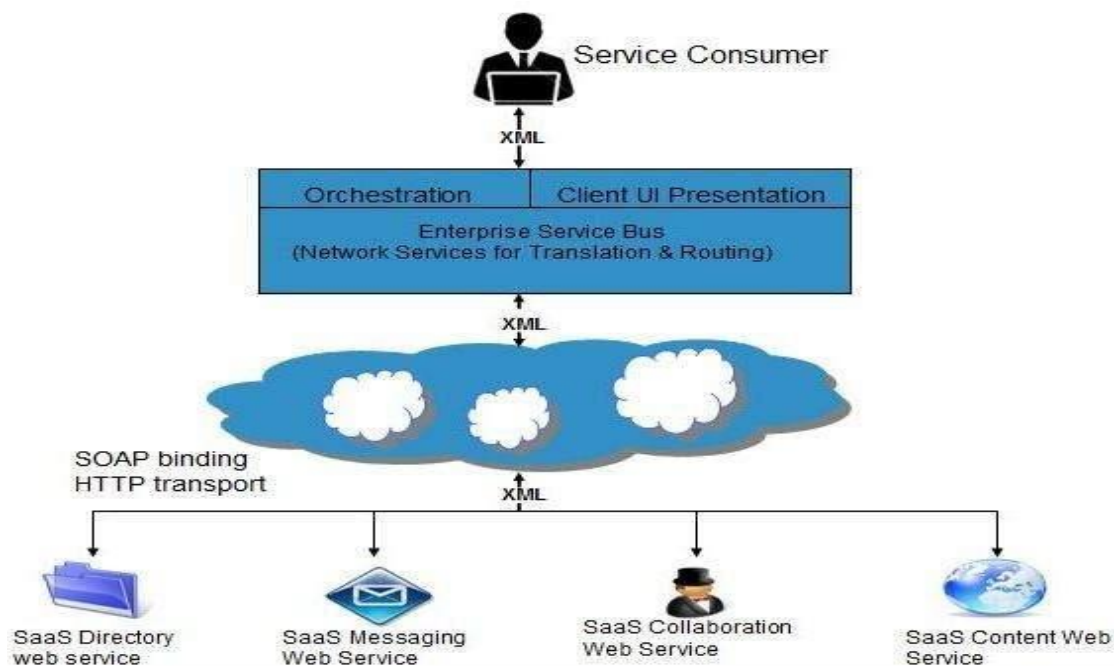 Service Consumer
XML
Orchestration
Client UI Presentation
Enterprise Service Bus
(Network Services for Translation & Routing)
XML
SOAP binding
HTTP transport
XML
SaaS Directory
web service
SaaS Messaging
Web Service
SaaS Collaboration
Web Service
SaaS Content Web
Service